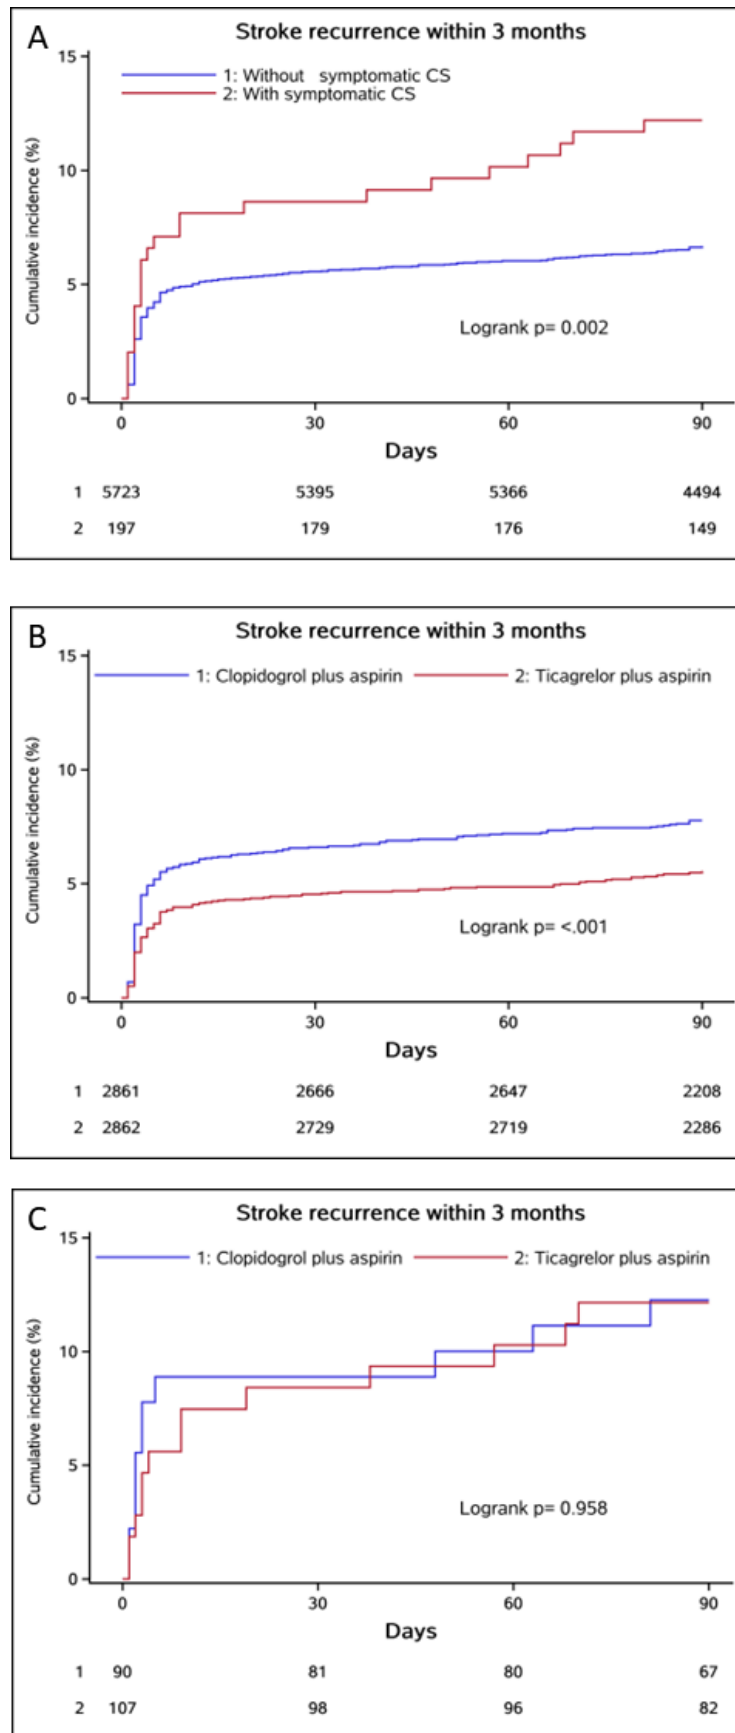 A
Stroke recurrence within 3 months
15
1: Without symptomatic CS
2: With symptomatic CS
10
Cumulative incidence (%)
5
Logrank p= 0.002
0
0 30 60 90
Days
1 5723 5395 5366 4494
2 197 179 176 149
B
Stroke recurrence within 3 months
15
1: Clopidogrol plus aspirin 2: Ticagrelor plus aspirin
10
Cumulative incidence (%)
5
Logrank p= <.001
0
0 30 60 90
Days
1 2861 2666 2647 2208
2 2862 2729 2719 2286
C
Stroke recurrence within 3 months
15
1: Clopidogrol plus aspirin 2: Ticagrelor plus aspirin
10
Cumulative incidence (%)
5
Logrank p= 0.958
0
0 30 60 90
Days
1 90 81 80 67
2 107 98 96 82